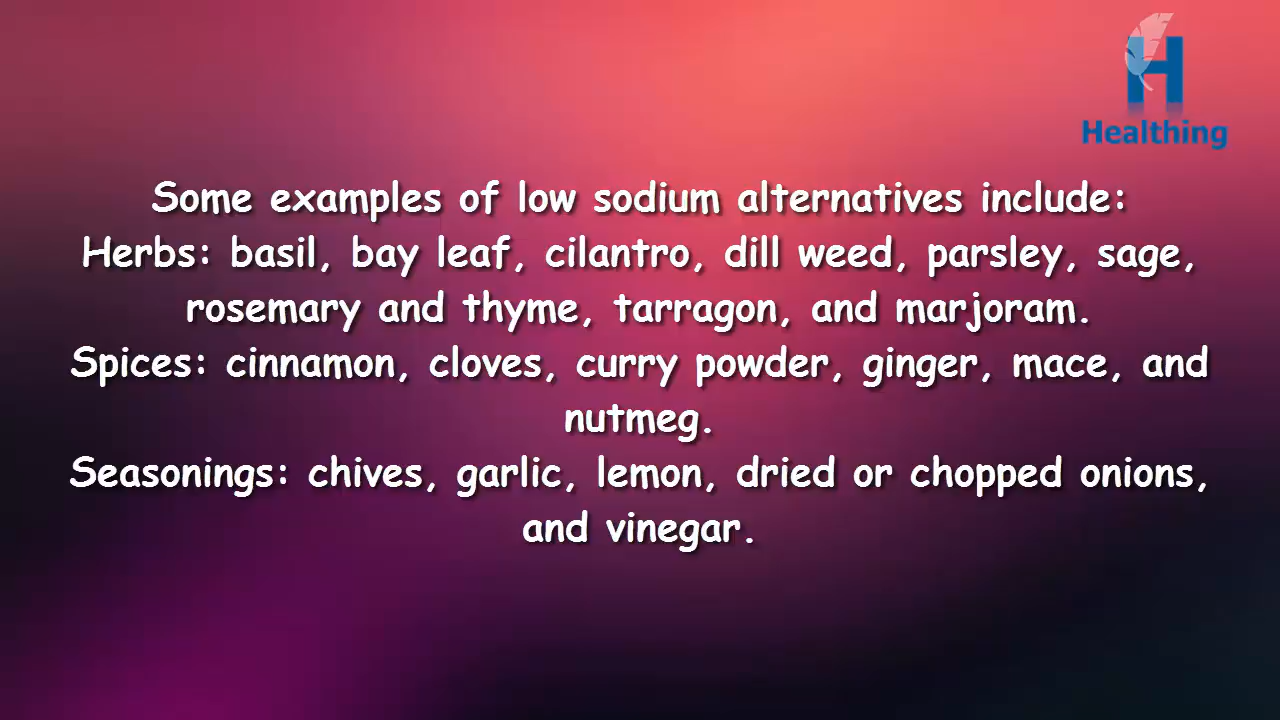 Healthing
Some examples of low sodium alternatives include:
Herbs: basil, bay leaf, cilantro, dill weed, parsley, sage,
rosemary and thyme, tarragon, and marjoram.
Spices: cinnamon, cloves, curry powder, ginger, mace, and
nutmeg.
Seasonings: chives, garlic, lemon, dried or chopped onions,
and vinegar.